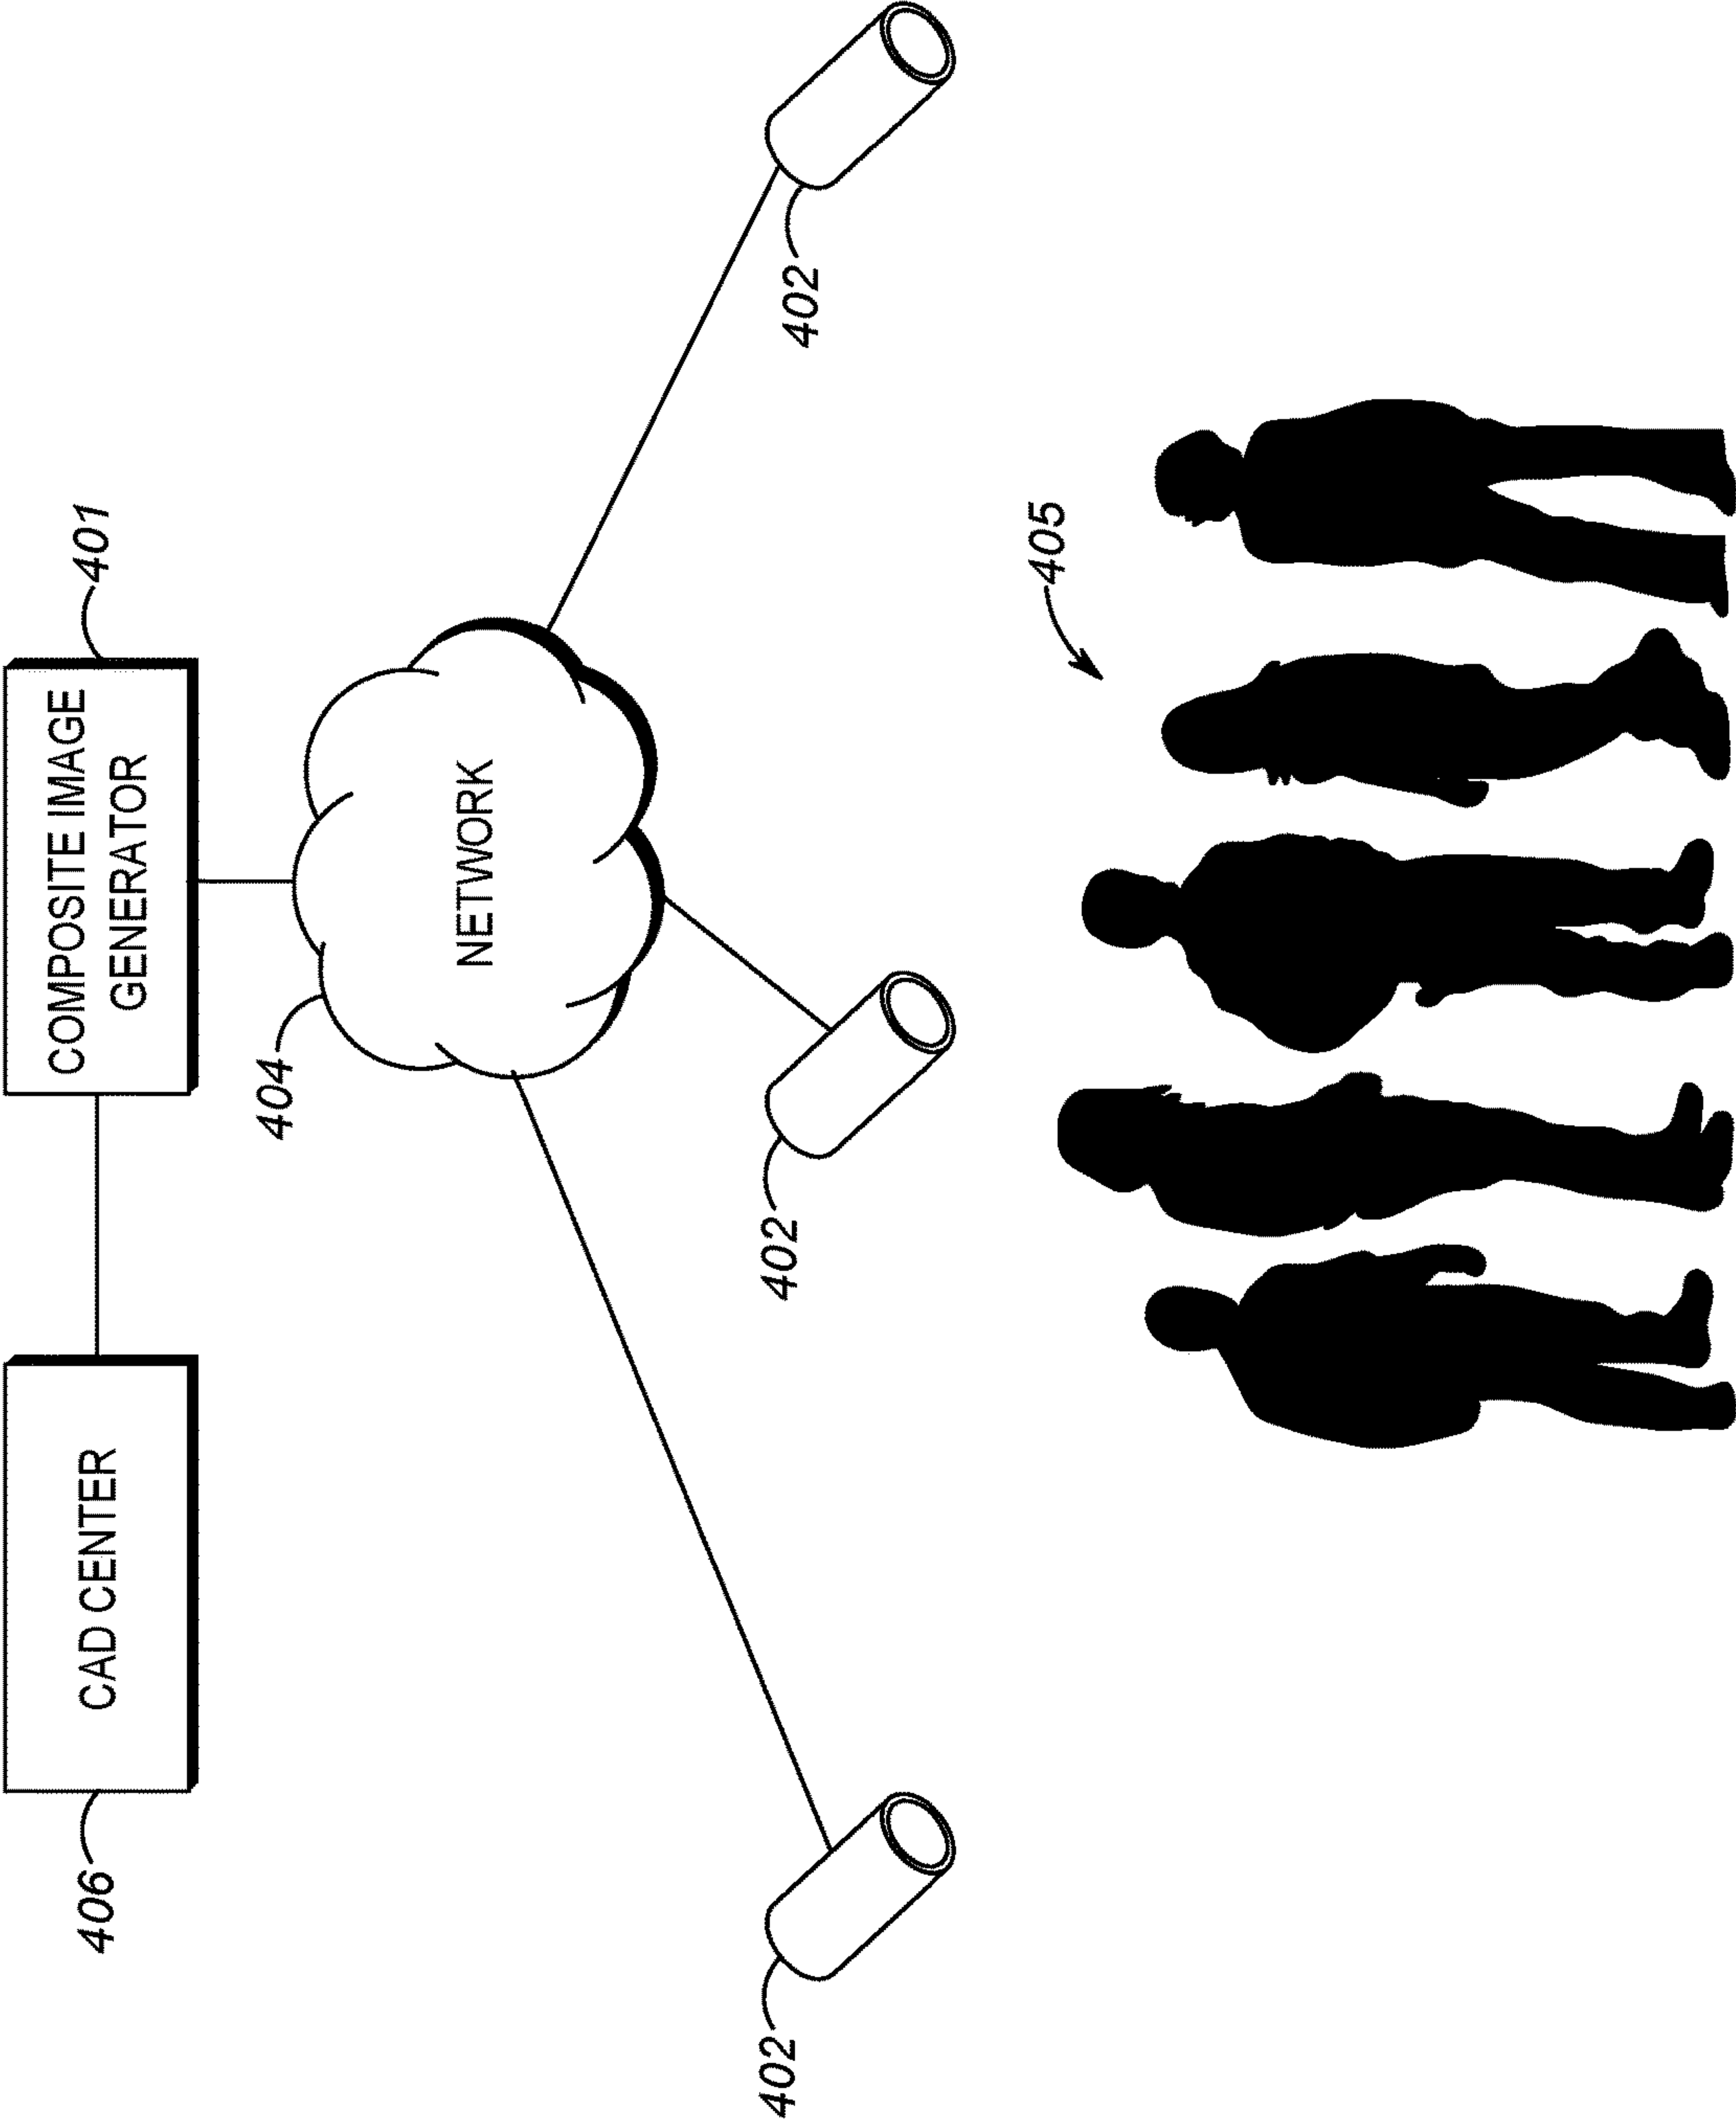 406
CAD CENTER
COMPOSITE IMAGE
GENERATOR
401
404
NETWORK
402
402
402
405